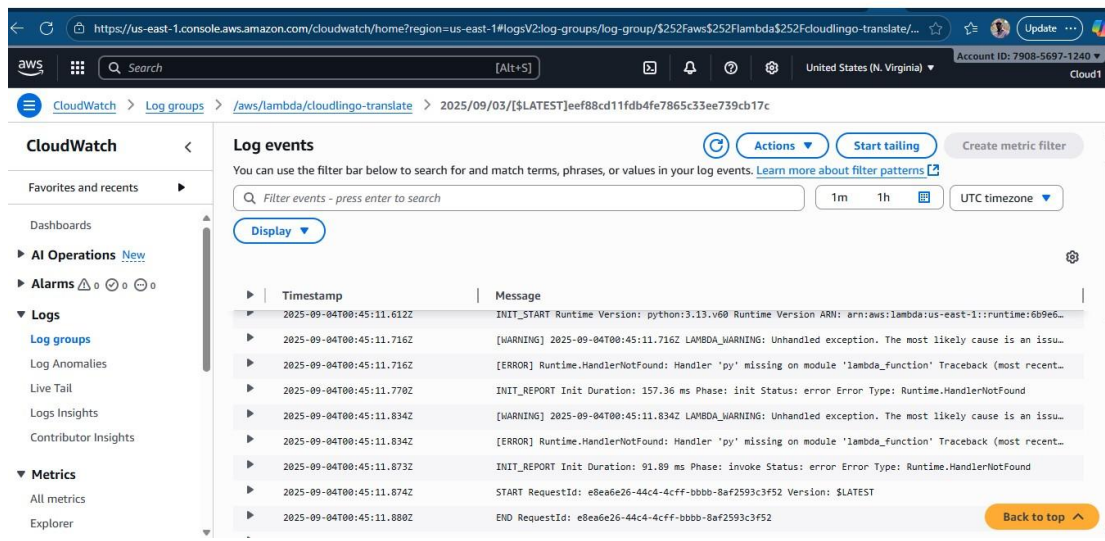 https://us-east-1.console.aws.amazon.com/cloudwatch/home?region=us-east-1#logsV2:log-groups/log-group/$252Faws$252Flambda$252Fcloudlingo-translate/...
Update
aws
Search
[Alt+S]
United States (N. Virginia)
Account ID: 7908-5697-1240
Cloud1
CloudWatch > Log groups > /aws/lambda/cloudlingo-translate > 2025/09/03/[$LATEST]eef88cd11fdb4fe7865c33ee739cb17c
CloudWatch
Favorites and recents
Dashboards
AI Operations New
Alarms 0 0 0
Logs
Log groups
Log Anomalies
Live Tail
Logs Insights
Contributor Insights
Metrics
All metrics
Explorer
Log events
Actions
Start tailing
Create metric filter
You can use the filter bar below to search for and match terms, phrases, or values in your log events. Learn more about filter patterns
Filter events - press enter to search
1m 1h
UTC timezone
Display
Timestamp Message
2025-09-04T00:45:11.612Z INIT_START Runtime Version: python:3.13.v60 Runtime Version ARN: arn:aws:lambda:us-east-1::runtime:6b9e6…
2025-09-04T00:45:11.716Z [WARNING] 2025-09-04T00:45:11.716Z LAMBDA_WARNING: Unhandled exception. The most likely cause is an issu…
2025-09-04T00:45:11.716Z [ERROR] Runtime.HandlerNotFound: Handler 'py' missing on module 'lambda_function' Traceback (most recent…
2025-09-04T00:45:11.770Z INIT_REPORT Init Duration: 157.36 ms Phase: init Status: error Error Type: Runtime.HandlerNotFound
2025-09-04T00:45:11.834Z [WARNING] 2025-09-04T00:45:11.834Z LAMBDA_WARNING: Unhandled exception. The most likely cause is an issu…
2025-09-04T00:45:11.834Z [ERROR] Runtime.HandlerNotFound: Handler 'py' missing on module 'lambda_function' Traceback (most recent…
2025-09-04T00:45:11.873Z INIT_REPORT Init Duration: 91.89 ms Phase: invoke Status: error Error Type: Runtime.HandlerNotFound
2025-09-04T00:45:11.874Z START RequestId: e8ea6e26-44c4-4cff-bbbb-8af2593c3f52 Version: $LATEST
2025-09-04T00:45:11.880Z END RequestId: e8ea6e26-44c4-4cff-bbbb-8af2593c3f52
Back to top